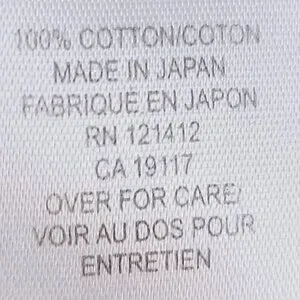 100% COTTON/COTON
MADE IN JAPAN
FABRIQUE EN JAPON
RN 121412
CA 19117
OVER FOR CARE/
VOIR AU DOS POUR
ENTRETIEN